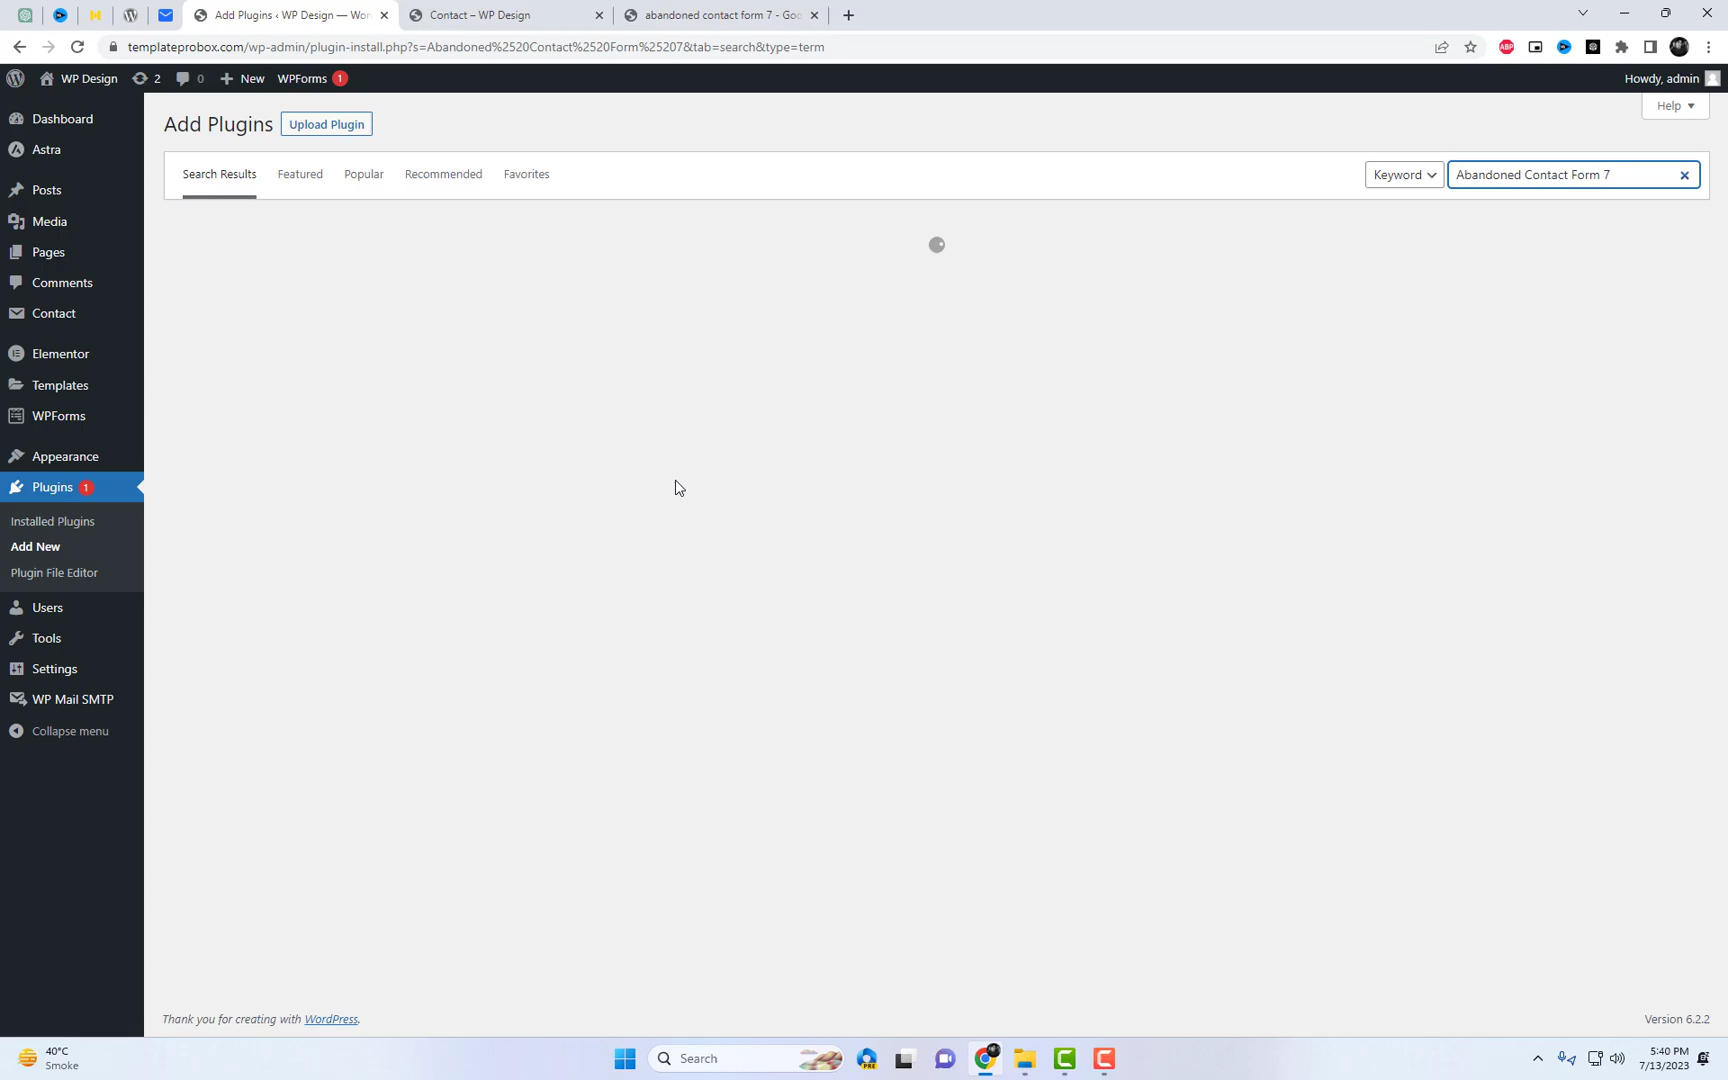 Add Plugins ‹ WP Design — Wor
Contact – WP Design
abandoned contact form 7 - Goo
templateprobox.com/wp-admin/plugin-install.php?s=Abandoned%2520Contact%2520Form%25207&tab=search&type=term
ABP
WP Design
2
0
New
WPForms 1
Howdy, admin
Dashboard
Astra
Posts
Media
Pages
Comments
Contact
Elementor
Templates
WPForms
Appearance
Plugins 1
Installed Plugins
Add New
Plugin File Editor
Users
Tools
Settings
WP Mail SMTP
Collapse menu
Help
Add Plugins
Upload Plugin
Search Results
Featured
Popular
Recommended
Favorites
Keyword
Abandoned Contact Form 7
Thank you for creating with WordPress.
Version 6.2.2
40°C
Smoke
Search
PRE
5:40 PM
7/13/2023